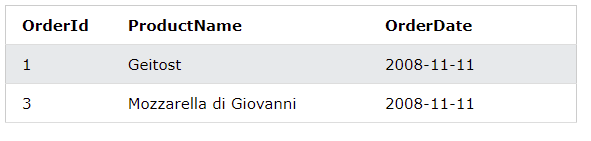 OrderId ProductName OrderDate
1 Geitost 2008-11-11
3 Mozzarella di Giovanni 2008-11-11